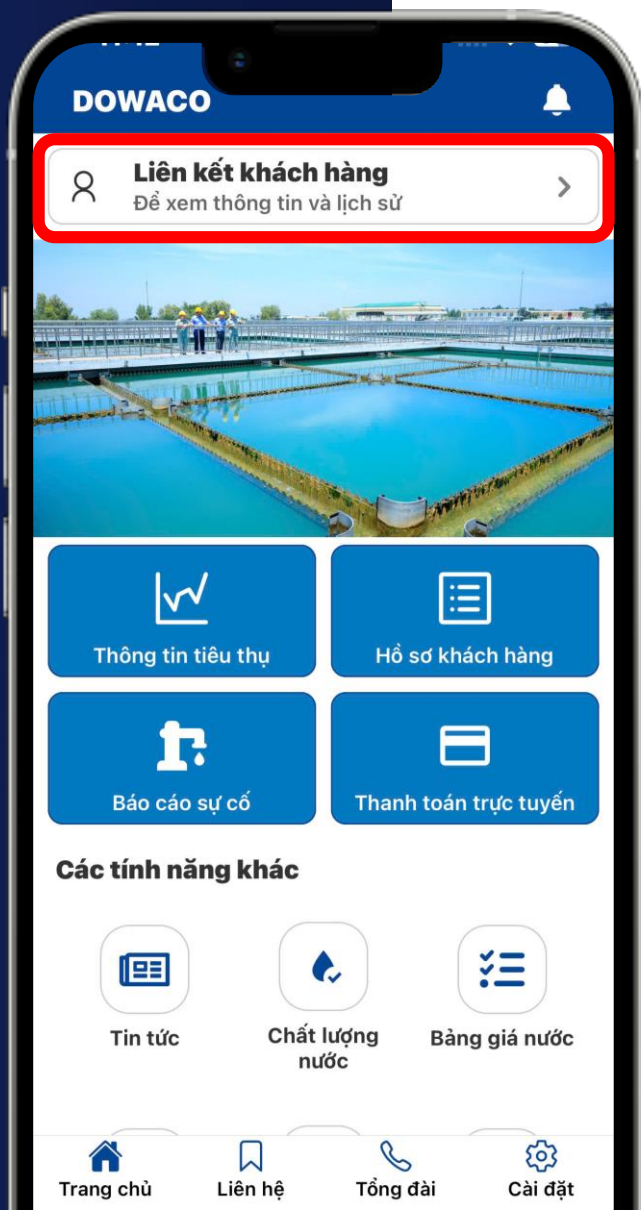 DOWACO
Liên kết khách hàng
Để xem thông tin và lịch sử
Thông tin tiêu thụ
Hồ sơ khách hàng
Báo cáo sự cố
Thanh toán trực tuyến
Các tính năng khác
Tin tức
Chất lượng
nước
Bảng giá nước
Trang chủ
Liên hệ
Tổng đài
Cài đặt